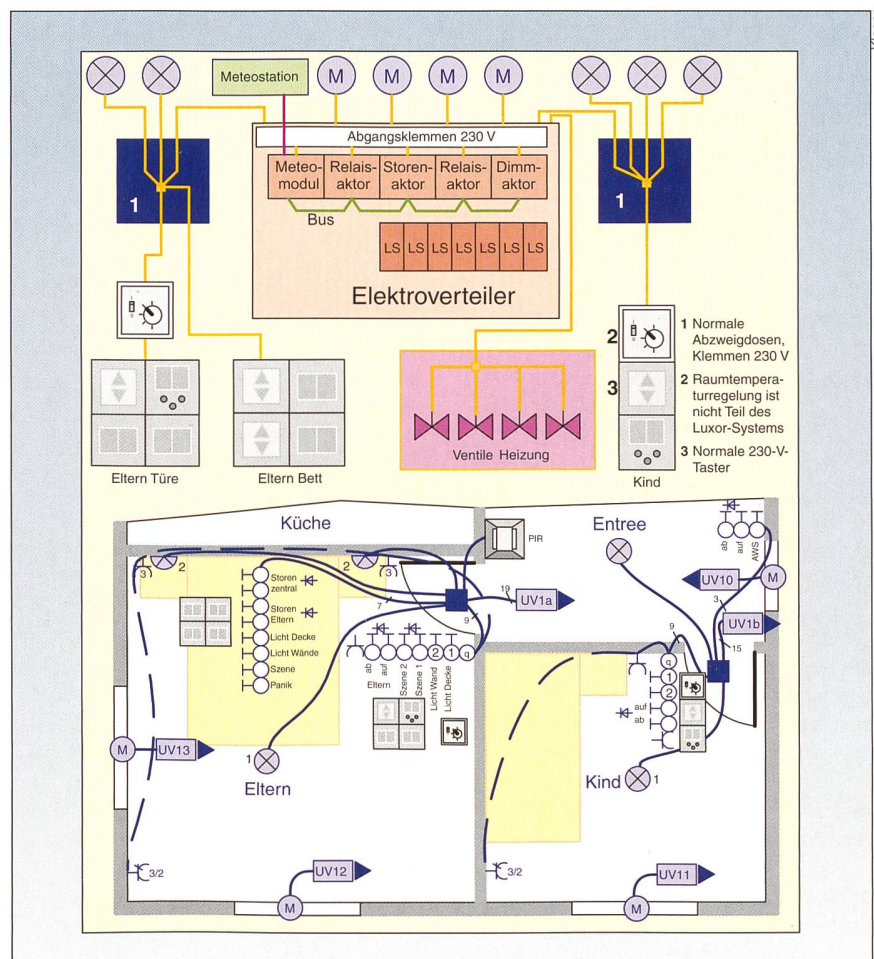 Meteostation
M
M
M
M
Abgangsklemmen 230 V
Meteo-
modul
Relais-
aktor
Storen-
aktor
Relais-
aktor
Dimm-
aktor
Bus
LS LS LS LS LS LS LS
Elektroverteiler
1
1
2
3
1 Normale
Abzweigdosen,
Klemmen 230 V
2 Raumtempera-
turregelung ist
nicht Teil des
Luxor-Systems
3 Normale 230-V-
Taster
Eltern Türe
Eltern Bett
Ventile Heizung
Kind
Küche
Entree
PIR
ab
auf
AWS
3
2
2
3
Storen
zentral
Storen
Eltern
Licht Decke
Licht Wände
Szene
Panik
7
19
9
UV1a
UV10
M
3
UV1b
9
15
ab
auf
Eltern
Szene 2
Szene 1
Licht Wand
Licht Decke
2
1
q
q
1
2
auf
ab
M
UV13
1
Eltern
Kind
1
3/2
UV12
M
3/2
UV11
M